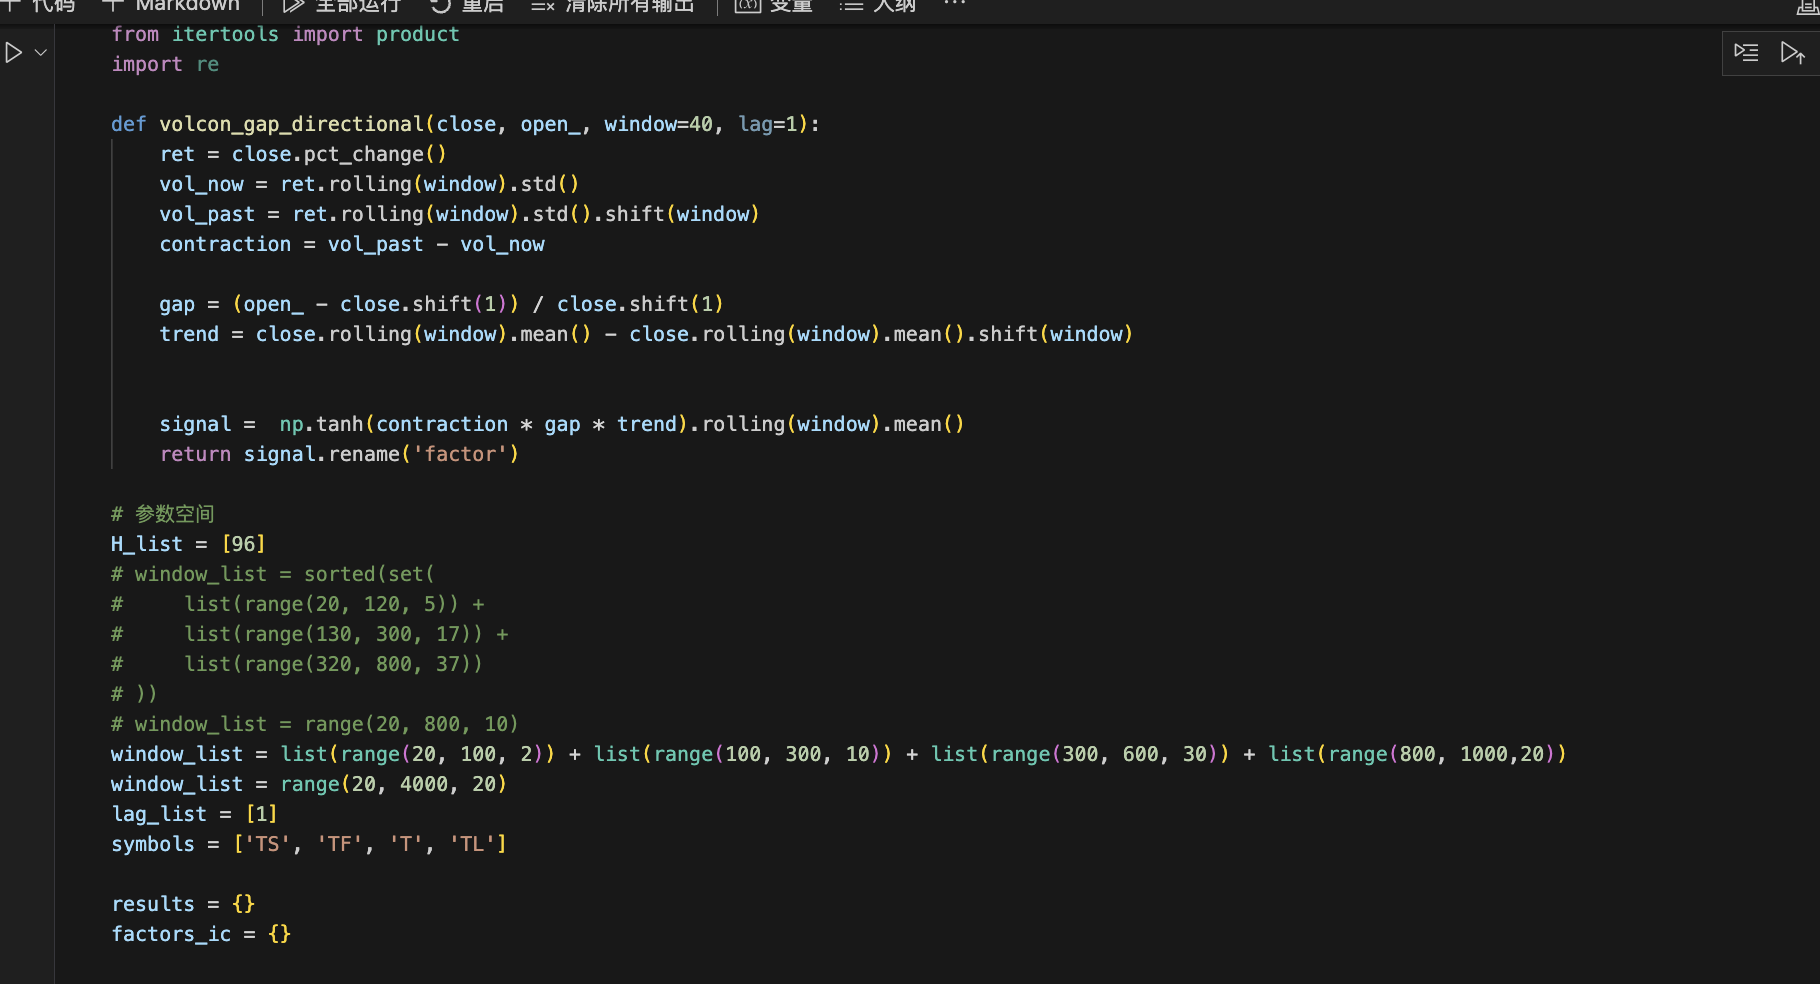 代码 Markdown 全部运行 重启 清除所有输出 (x) 变量 大纲 ...
from itertools import product
import re
def volcon_gap_directional(close, open_, window=40, lag=1):
ret = close.pct_change()
vol_now = ret.rolling(window).std()
vol_past = ret.rolling(window).std().shift(window)
contraction = vol_past - vol_now
gap = (open_ - close.shift(1)) / close.shift(1)
trend = close.rolling(window).mean() - close.rolling(window).mean().shift(window)
signal =  np.tanh(contraction * gap * trend).rolling(window).mean()
return signal.rename('factor')
# 参数空间
H_list = [96]
# window_list = sorted(set(
#     list(range(20, 120, 5)) +
#     list(range(130, 300, 17)) +
#     list(range(320, 800, 37))
# ))
# window_list = range(20, 800, 10)
window_list = list(range(20, 100, 2)) + list(range(100, 300, 10)) + list(range(300, 600, 30)) + list(range(800, 1000,20))
window_list = range(20, 4000, 20)
lag_list = [1]
symbols = ['TS', 'TF', 'T', 'TL']
results = {}
factors_ic = {}